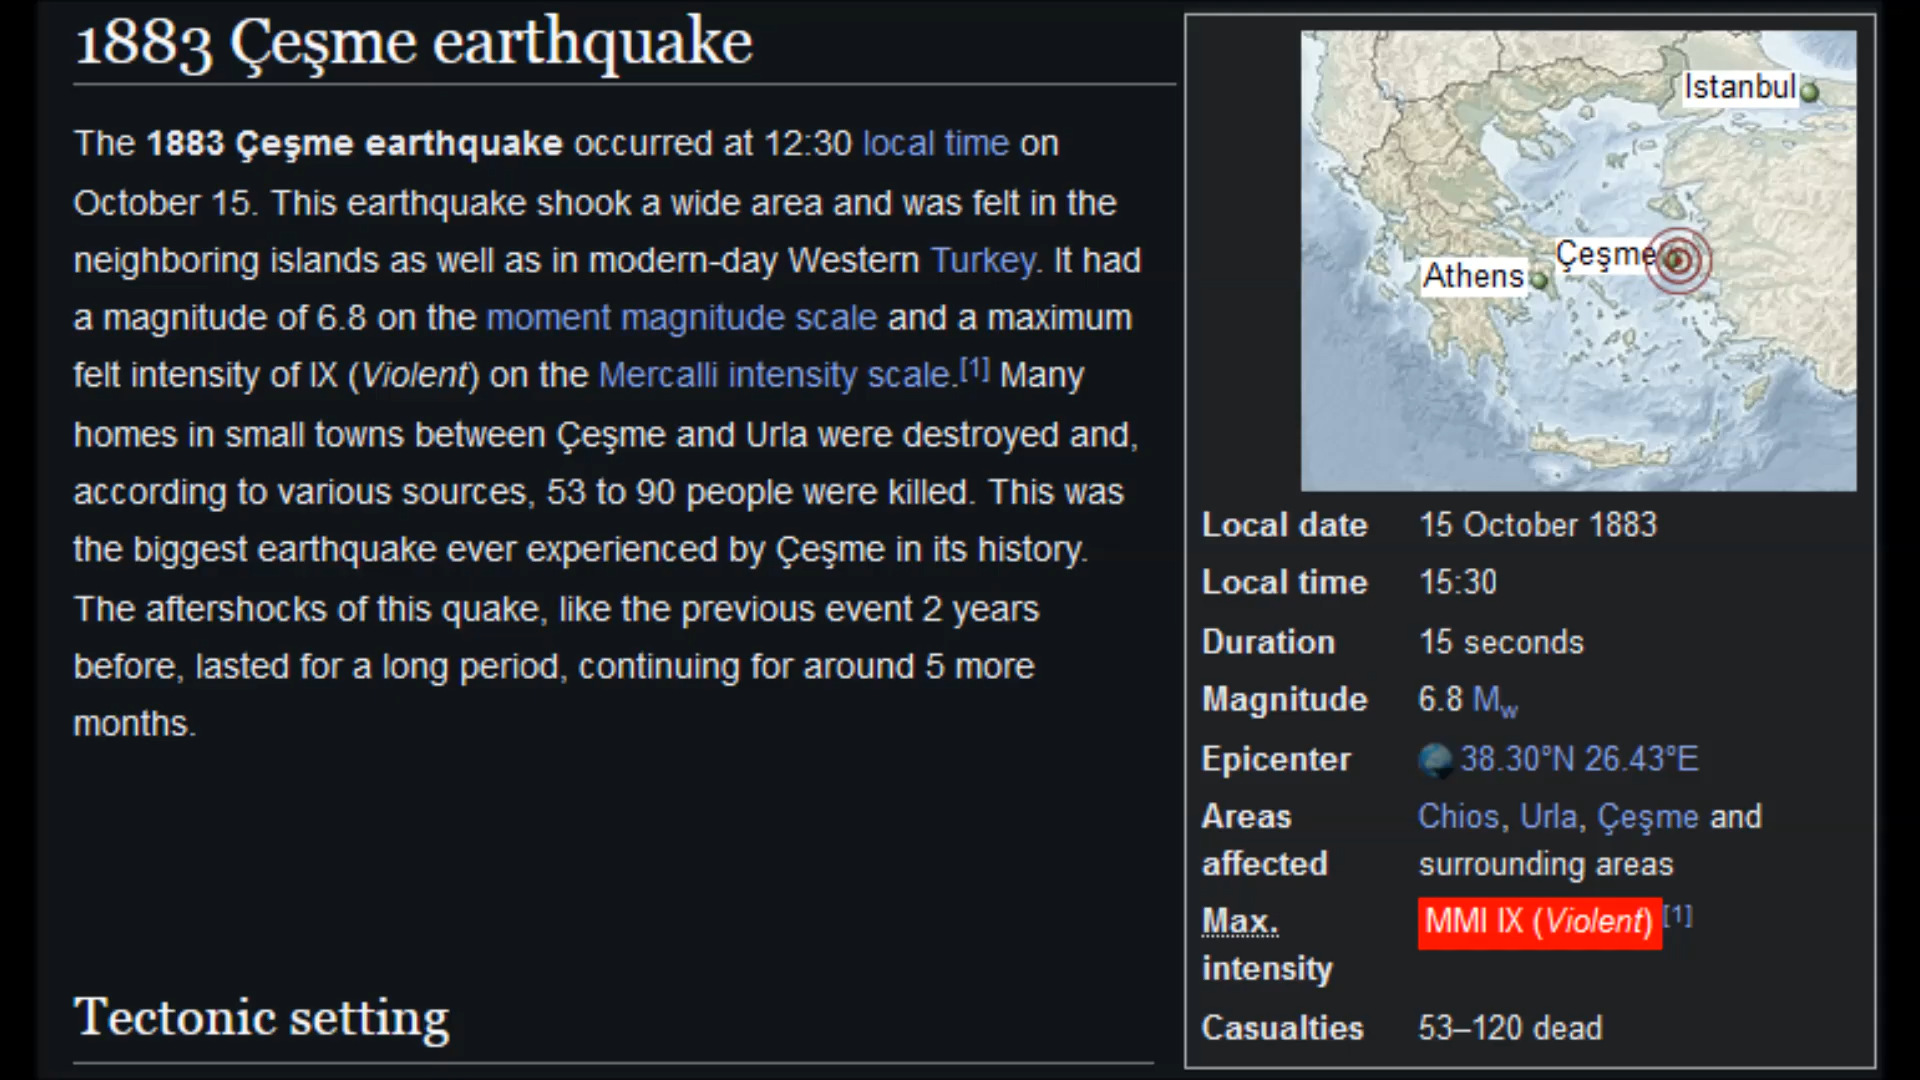 1883 Çeşme earthquake
The 1883 Çeşme earthquake occurred at 12:30 local time on
October 15. This earthquake shook a wide area and was felt in the
neighboring islands as well as in modern-day Western Turkey. It had
a magnitude of 6.8 on the moment magnitude scale and a maximum
felt intensity of IX (Violent) on the Mercalli intensity scale.[1] Many
homes in small towns between Çeşme and Urla were destroyed and,
according to various sources, 53 to 90 people were killed. This was
the biggest earthquake ever experienced by Çeşme in its history.
The aftershocks of this quake, like the previous event 2 years
before, lasted for a long period, continuing for around 5 more
months.
Tectonic setting
Istanbul
Çeşme
Athens
Local date 15 October 1883
Local time 15:30
Duration 15 seconds
Magnitude 6.8 Mw
Epicenter 38.30°N 26.43°E
Areas Chios, Urla, Çeşme and
affected surrounding areas
Max. MMI IX (Violent)[1]
intensity
Casualties 53–120 dead